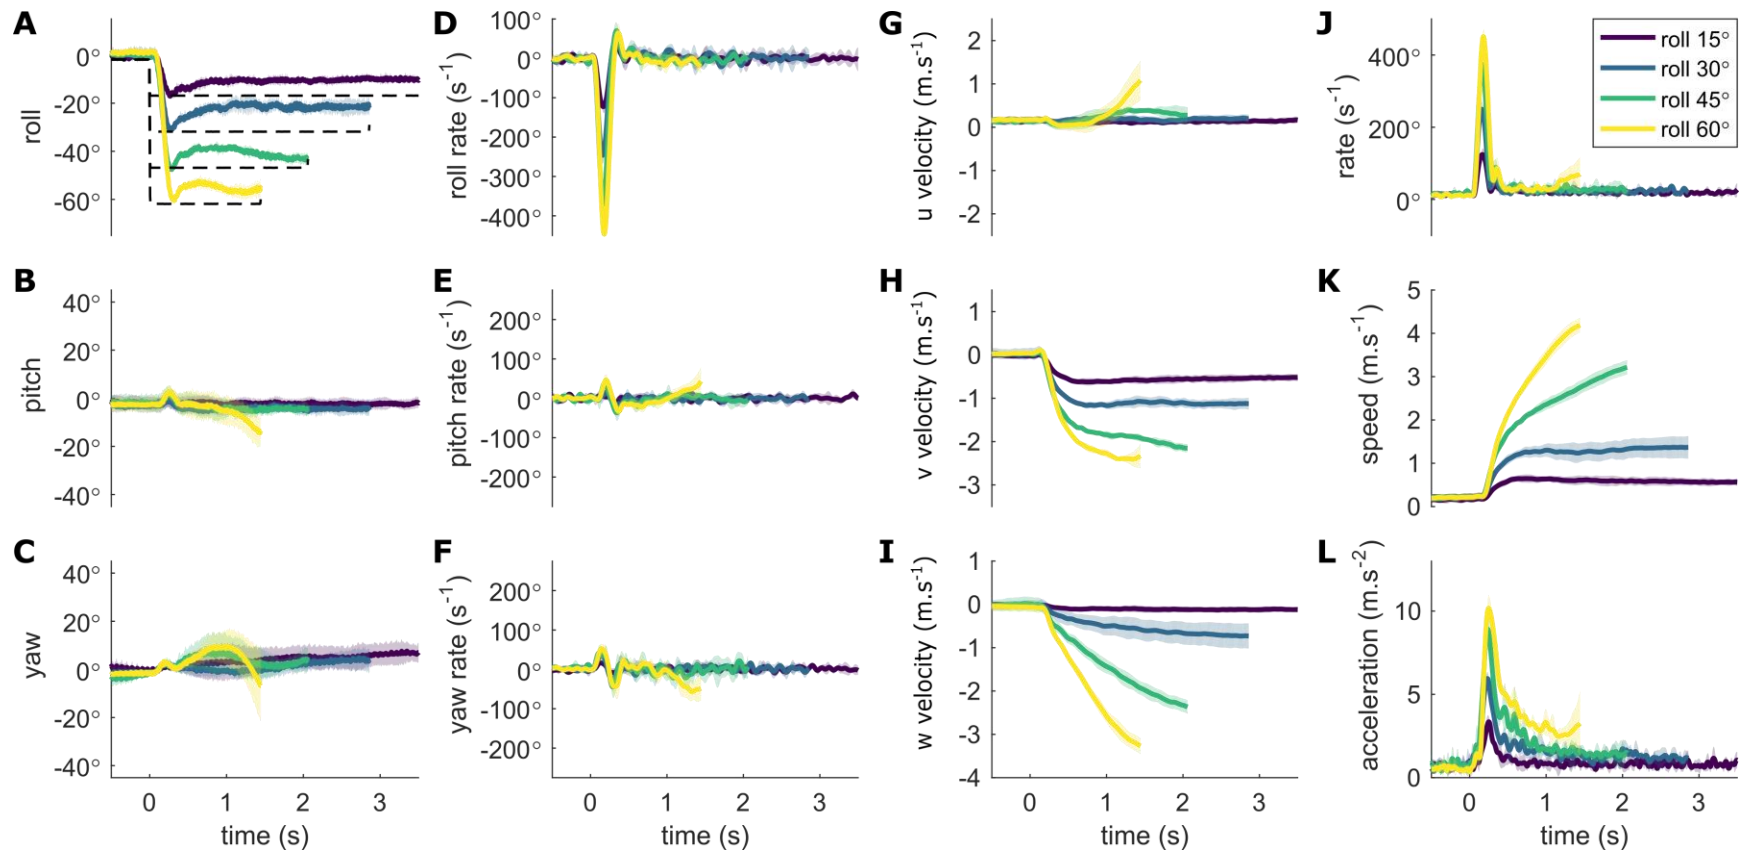 A
roll
0°
-20°
-40°
-60°
D
roll rate (s⁻¹)
100°
0°
-100°
-200°
-300°
-400°
G
u velocity (m.s⁻¹)
2
1
0
-1
-2
J
rate (s⁻¹)
400°
200°
0°
roll 15°
roll 30°
roll 45°
roll 60°
B
pitch
40°
20°
0°
-20°
-40°
E
pitch rate (s⁻¹)
200°
100°
0°
-100°
-200°
H
v velocity (m.s⁻¹)
1
0
-1
-2
-3
K
speed (m.s⁻¹)
5
4
3
2
1
0
C
yaw
40°
20°
0°
-20°
-40°
0 1 2 3
time (s)
F
yaw rate (s⁻¹)
200°
100°
0°
-100°
-200°
0 1 2 3
time (s)
I
w velocity (m.s⁻¹)
1
0
-1
-2
-3
-4
0 1 2 3
time (s)
L
acceleration (m.s⁻²)
10
5
0
0 1 2 3
time (s)